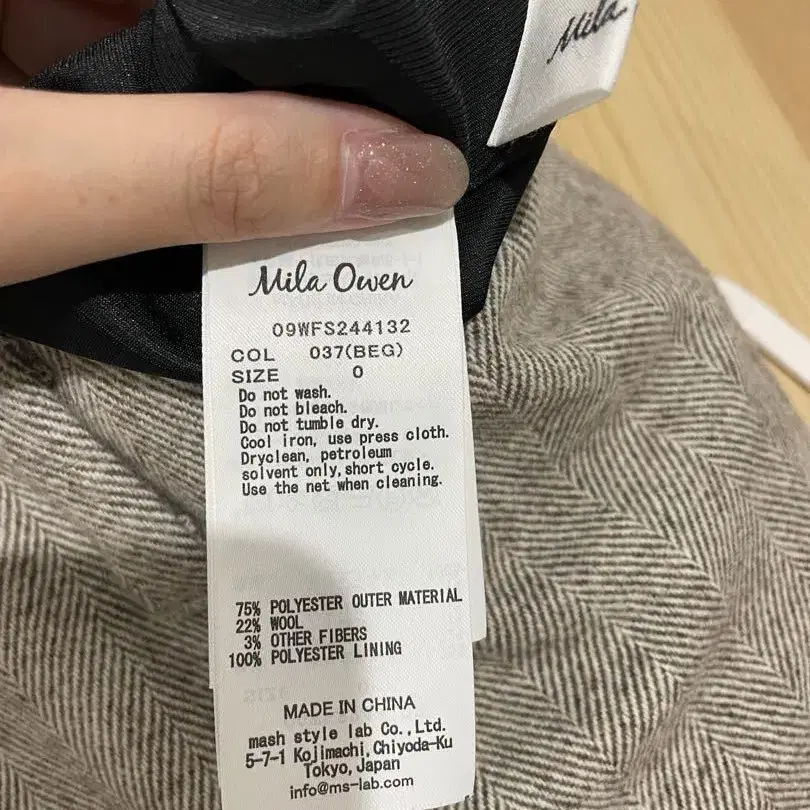 Mila
Mila Owen
09WFS244132
COL 037(BEG)
SIZE 0
Do not wash.
Do not bleach.
Do not tumble dry.
Cool iron, use press cloth.
Dryclean, petroleum
solvent only,short cycle.
Use the net when cleaning.
75% POLYESTER OUTER MATERIAL
22% WOOL
3% OTHER FIBERS
100% POLYESTER LINING
MADE IN CHINA
mash style lab Co.,Ltd.
5-7-1 Kojimachi,Chiyoda-Ku
Tokyo,Japan
info@ms-lab.com